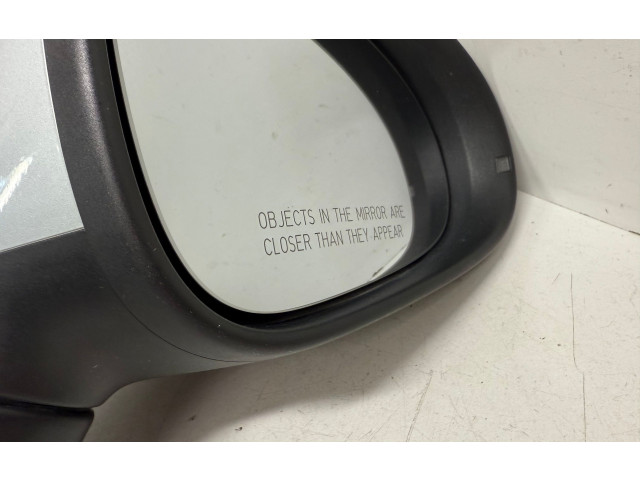 OBJECTS IN THE MIRROR ARE
CLOSER THAN THEY APPEAR